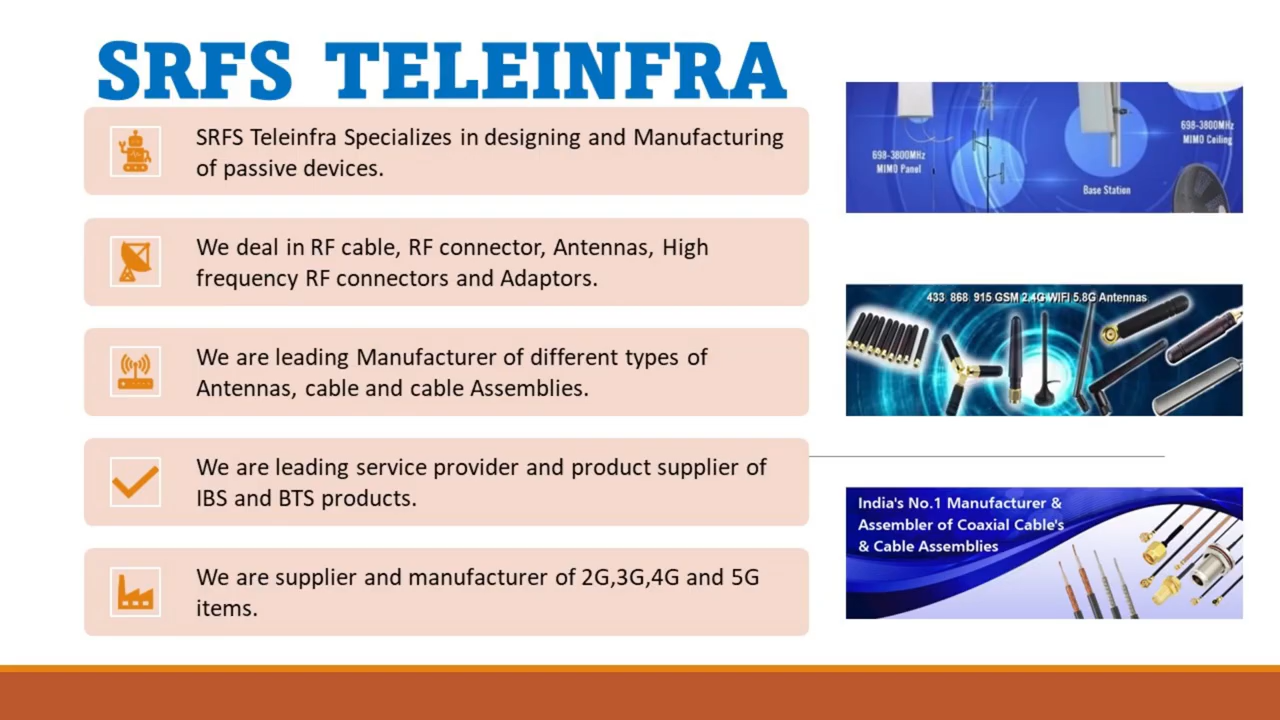 SRFS TELEINFRA
SRFS Teleinfra Specializes in designing and Manufacturing
of passive devices.
We deal in RF cable, RF connector, Antennas, High
frequency RF connectors and Adaptors.
We are leading Manufacturer of different types of
Antennas, cable and cable Assemblies.
We are leading service provider and product supplier of
IBS and BTS products.
We are supplier and manufacturer of 2G,3G,4G and 5G
items.
698-3800MHz
MIMO Panel
Base Station
698-3800MHz
MIMO Ceiling
433 868 915 GSM 2.4G WIFI 5.8G Antennas
India's No.1 Manufacturer &
Assembler of Coaxial Cable's
& Cable Assemblies